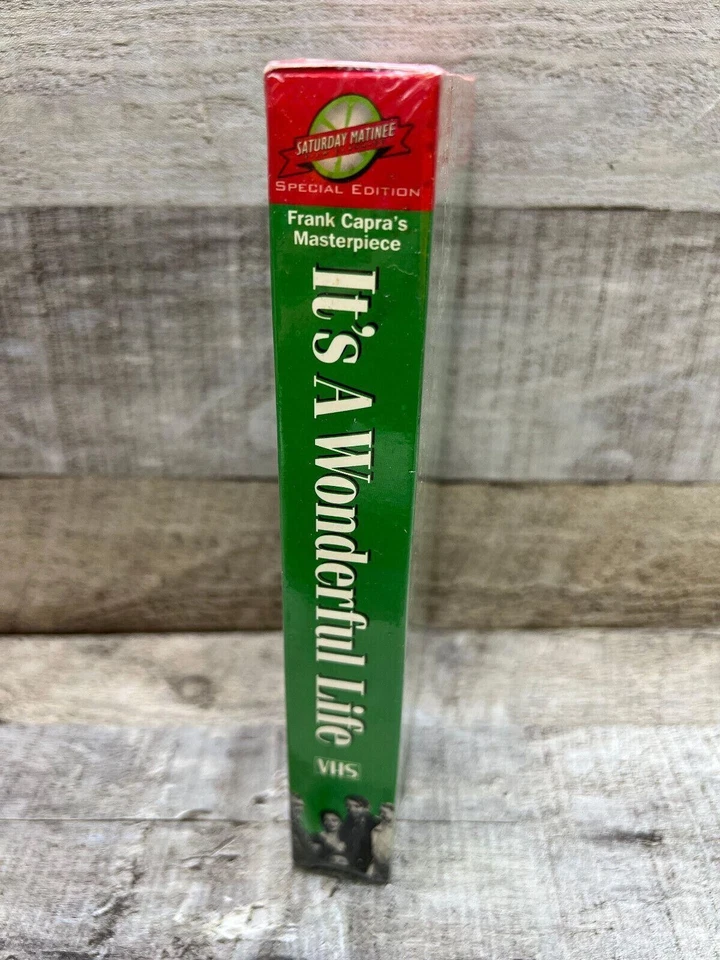 SATURDAY MATINEE
SPECIAL EDITION
Frank Capra's
Masterpiece
It's A Wonderful Life
VHS